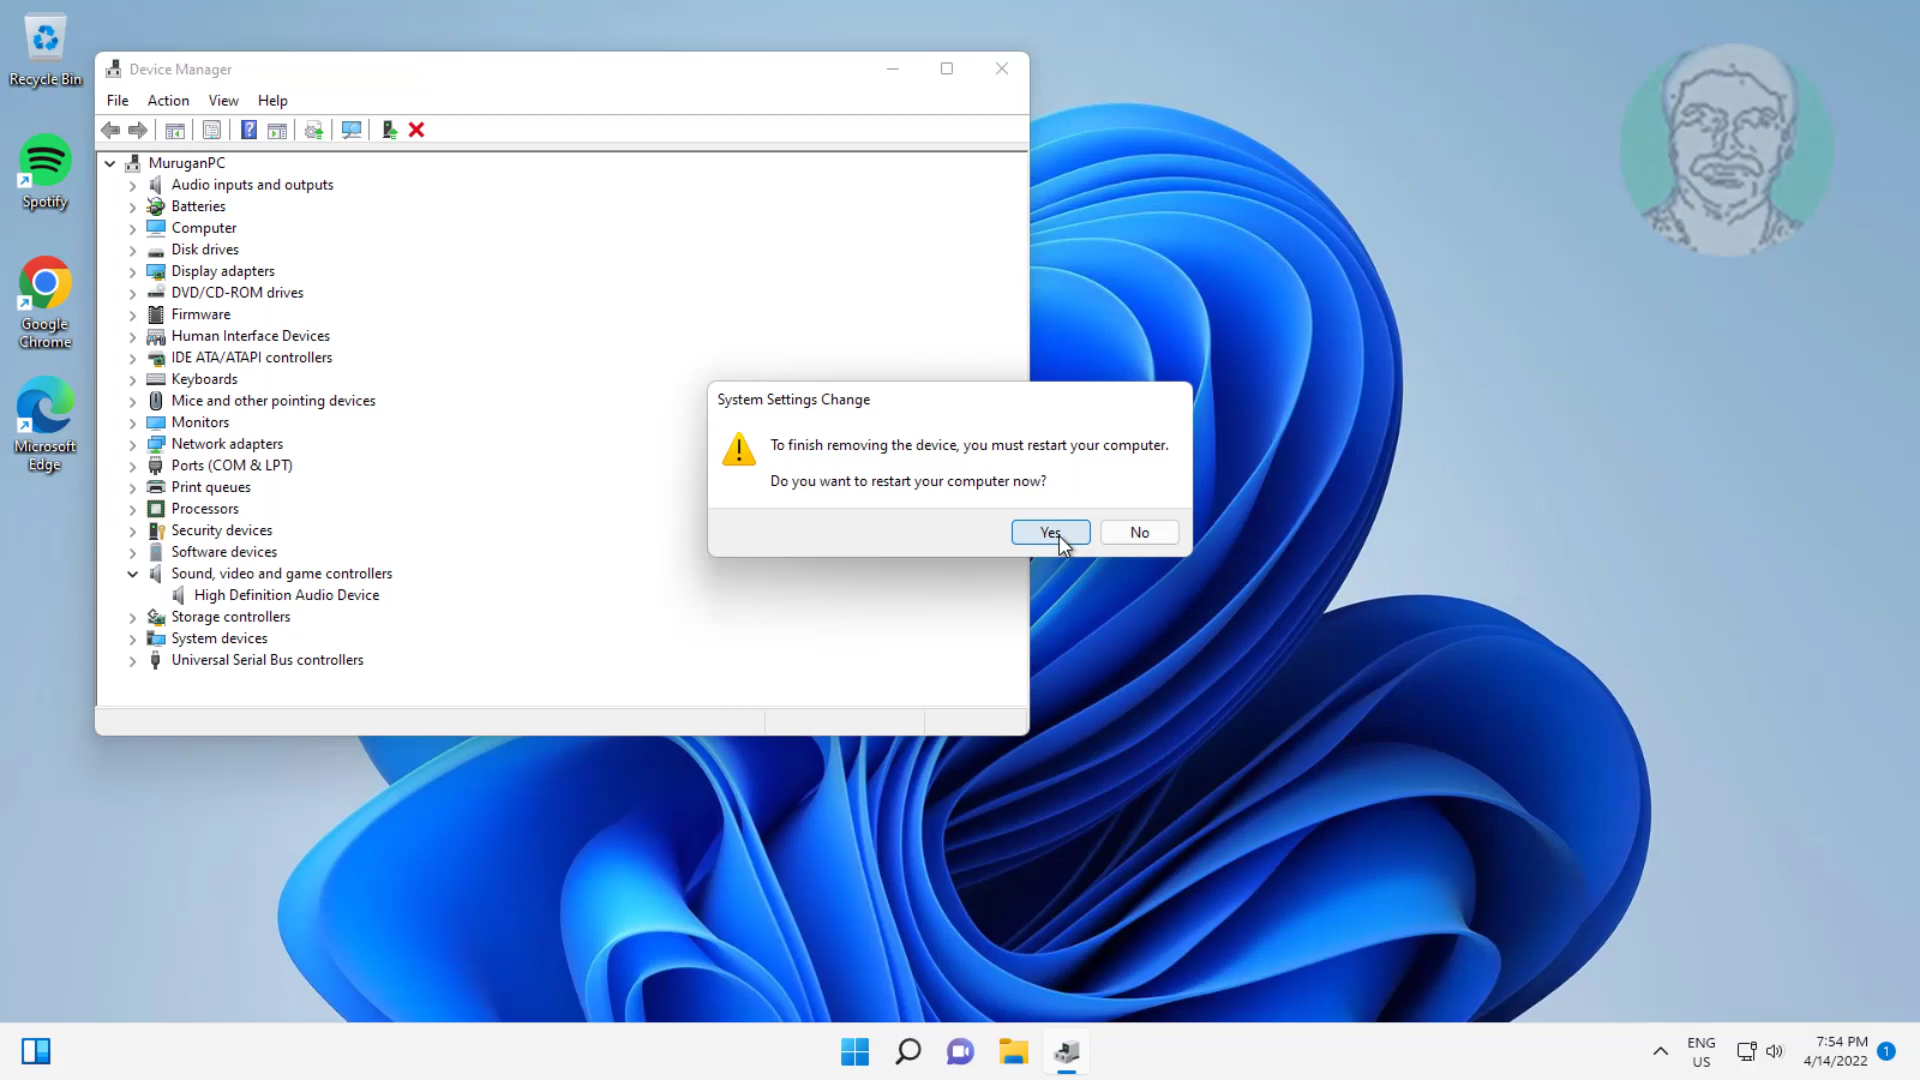 Recycle Bin
Spotify
Google
Chrome
Microsoft
Edge
Device Manager
File Action View Help
MuruganPC
Audio inputs and outputs
Batteries
Computer
Disk drives
Display adapters
DVD/CD-ROM drives
Firmware
Human Interface Devices
IDE ATA/ATAPI controllers
Keyboards
Mice and other pointing devices
Monitors
Network adapters
Ports (COM & LPT)
Print queues
Processors
Security devices
Software devices
Sound, video and game controllers
High Definition Audio Device
Storage controllers
System devices
Universal Serial Bus controllers
System Settings Change
To finish removing the device, you must restart your computer.
Do you want to restart your computer now?
Yes No
ENG
US
7:54 PM
4/14/2022
1